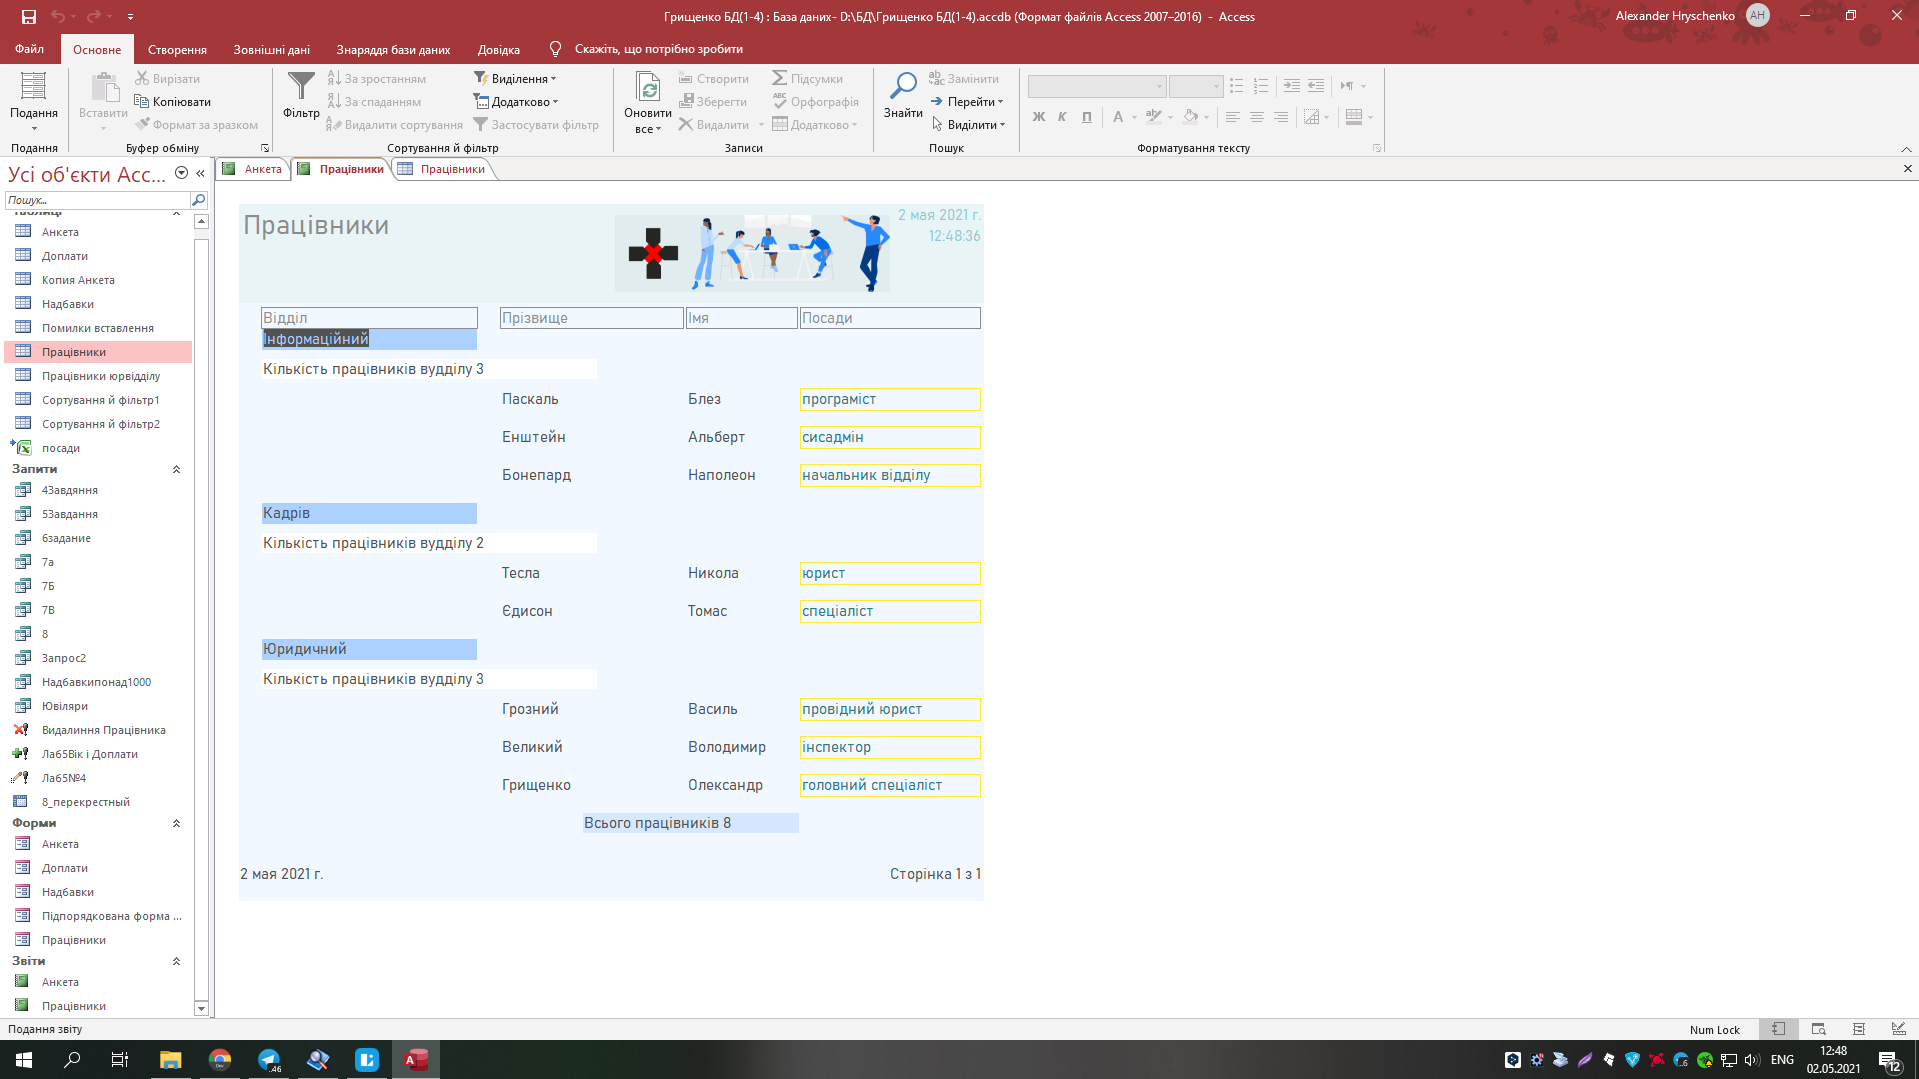 Грищенко БД(1-4) : База даних- D:\БД\Грищенко БД(1-4).accdb (Формат файлів Access 2007–2016) - Access
Alexander Hryschenko
AH
Файл
Основне
Створення
Зовнішні дані
Знаряддя бази даних
Довідка
Скажіть, що потрібно зробити
Подання
Подання
Вставити
Вирізати
Копіювати
Формат за зразком
Буфер обміну
Фільтр
За зростанням
За спаданням
Видалити сортування
Виділення
Додатково
Застосувати фільтр
Сортування й фільтр
Оновити
все
Створити
Зберегти
Видалити
Підсумки
Орфографія
Додатково
Записи
Знайти
Замінити
Перейти
Виділити
Пошук
Ж К П
Форматування тексту
Усі об'єкти Acc...
Пошук...
Таблиці
Анкета
Доплати
Копия Анкета
Надбавки
Помилки вставлення
Працівники
Працівники юрвідділу
Сортування й фільтр1
Сортування й фільтр2
посади
Запити
4Завдяння
5Завдання
6задание
7а
7Б
7В
8
Запрос2
Надбавкипонад1000
Ювіляри
Видалиння Працівника
Лаб5Вік і Доплати
Лаб5№4
8_перекрестный
Форми
Анкета
Доплати
Надбавки
Підпорядкована форма ...
Працівники
Звіти
Анкета
Працівники
Анкета
Працівники
Працівники
Працівники
2 мая 2021 г.
12:48:36
Відділ Прізвище Імя Посади
Інформаційний
Кількість працівників вудділу 3
Паскаль Блез програміст
Енштейн Альберт сисадмін
Бонепард Наполеон начальник відділу
Кадрів
Кількість працівників вудділу 2
Тесла Никола юрист
Єдисон Томас спеціаліст
Юридичний
Кількість працівників вудділу 3
Грозний Василь провідний юрист
Великий Володимир інспектор
Грищенко Олександр головний спеціаліст
Всього працівників 8
2 мая 2021 г. Сторінка 1 з 1
Подання звіту
Num Lock
.46
ENG
12:48
02.05.2021
12